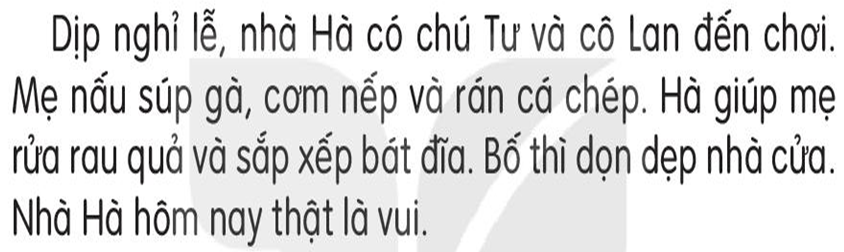 Dịp nghỉ lễ, nhà Hà có chú Tư và cô Lan đến chơi.
Mẹ nấu súp gà, cơm nếp và rán cá chép. Hà giúp mẹ
rửa rau quả và sắp xếp bát đĩa. Bố thì dọn dẹp nhà cửa.
Nhà Hà hôm nay thật là vui.